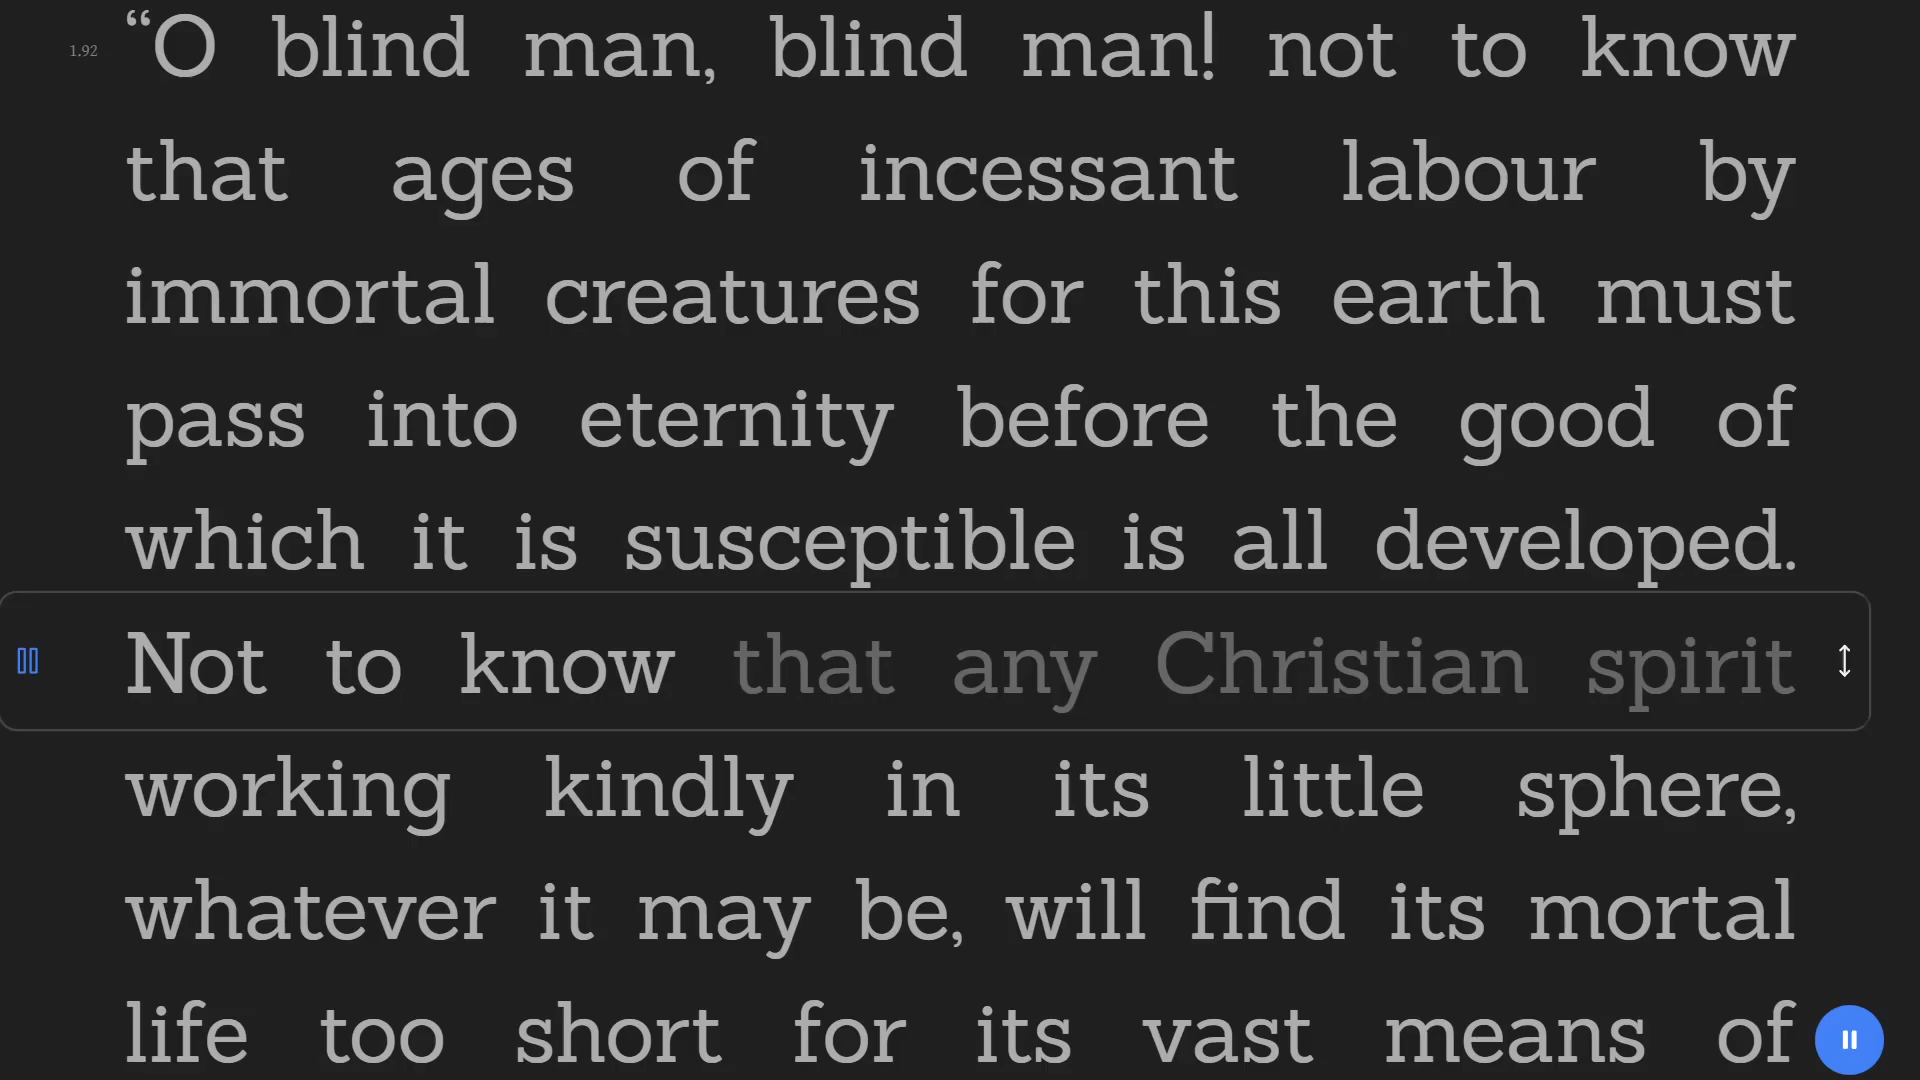 1.92 “O blind man, blind man! not to know
that ages of incessant labour by
immortal creatures for this earth must
pass into eternity before the good of
which it is susceptible is all developed.
Not to know that any Christian spirit
working kindly in its little sphere,
whatever it may be, will find its mortal
life too short for its vast means of